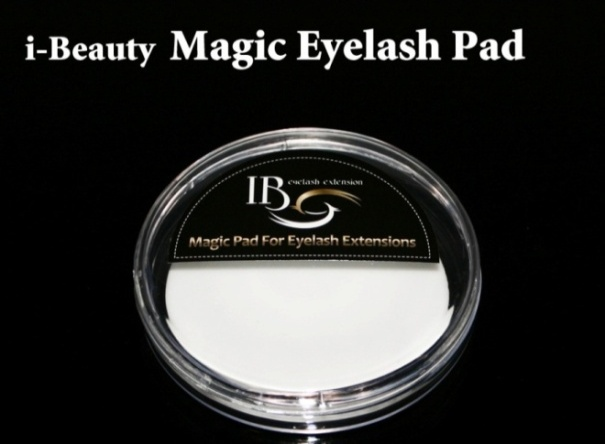 i-Beauty Magic Eyelash Pad
IB eyelash extension
Magic Pad For Eyelash Extensions